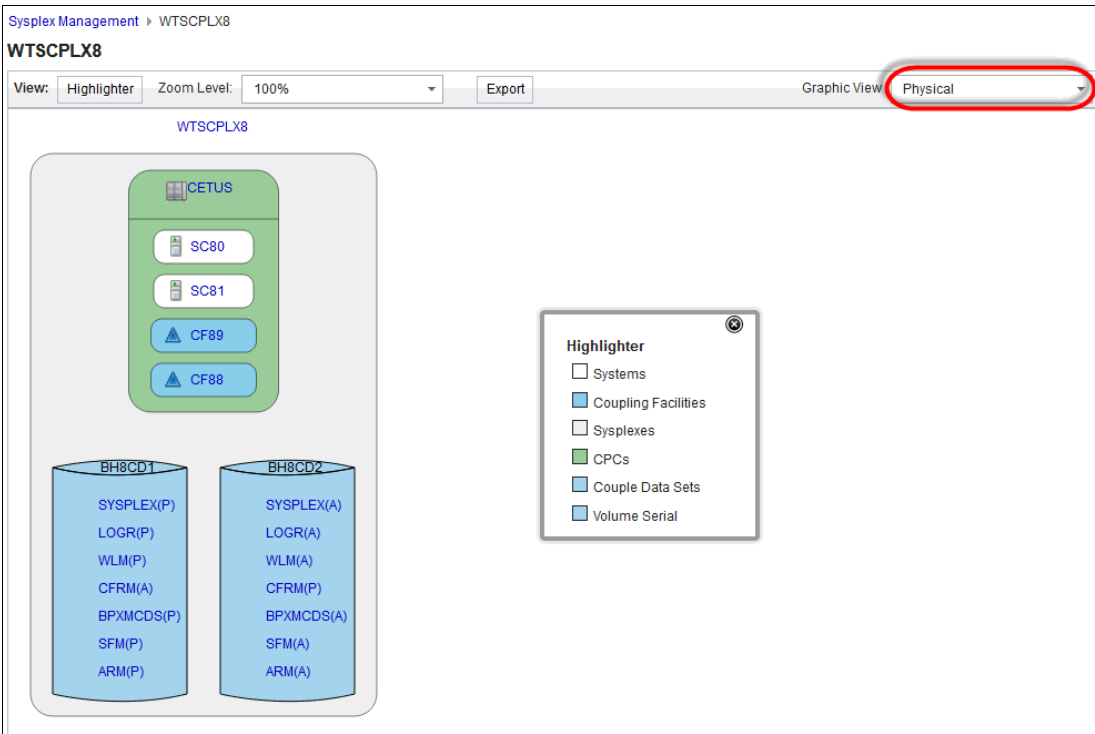 Sysplex Management ▸ WTSCPLX8
WTSCPLX8
View: Highlighter Zoom Level: 100% Export Graphic View Physical
WTSCPLX8
CETUS
SC80
SC81
CF89
CF88
BH8CD1
SYSPLEX(P)
LOGR(P)
WLM(P)
CFRM(A)
BPXMCDS(P)
SFM(P)
ARM(P)
BH8CD2
SYSPLEX(A)
LOGR(A)
WLM(A)
CFRM(P)
BPXMCDS(A)
SFM(A)
ARM(A)
Highlighter
Systems
Coupling Facilities
Sysplexes
CPCs
Couple Data Sets
Volume Serial